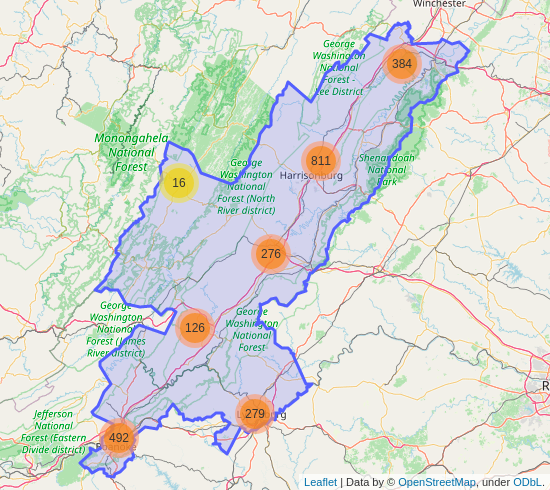 Winchester
George
Washington
National
Forest -
Lee District
384
Monongahela
National
Forest
811
Harrisonburg
Shenandoah
National
Park
George
Washington
National
Forest (North
River district)
16
276
George
Washington
National
Forest (James
River district)
126
George
Washington
National
Forest
Jefferson
National
Forest (Eastern
Divide district)
492
279
R
Leaflet | Data by © OpenStreetMap, under ODbL.